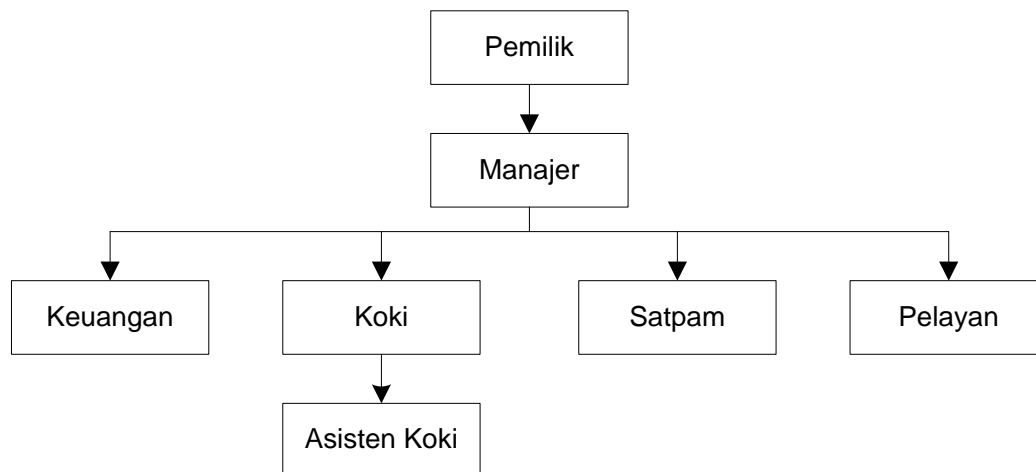 Pemilik
Manajer
Keuangan
Koki
Satpam
Pelayan
Asisten Koki